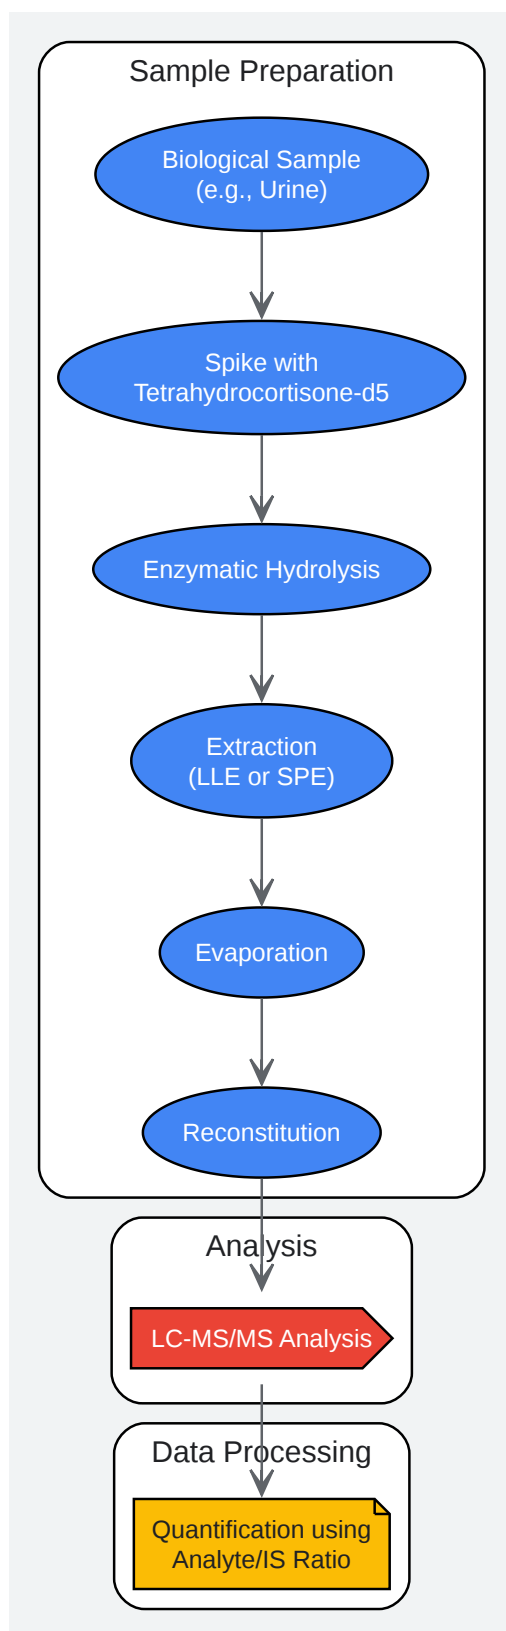 Sample Preparation
Biological Sample
(e.g., Urine)
Spike with
Tetrahydrocortisone-d5
Enzymatic Hydrolysis
Extraction
(LLE or SPE)
Evaporation
Reconstitution
Analysis
LC-MS/MS Analysis
Data Processing
Quantification using
Analyte/IS Ratio